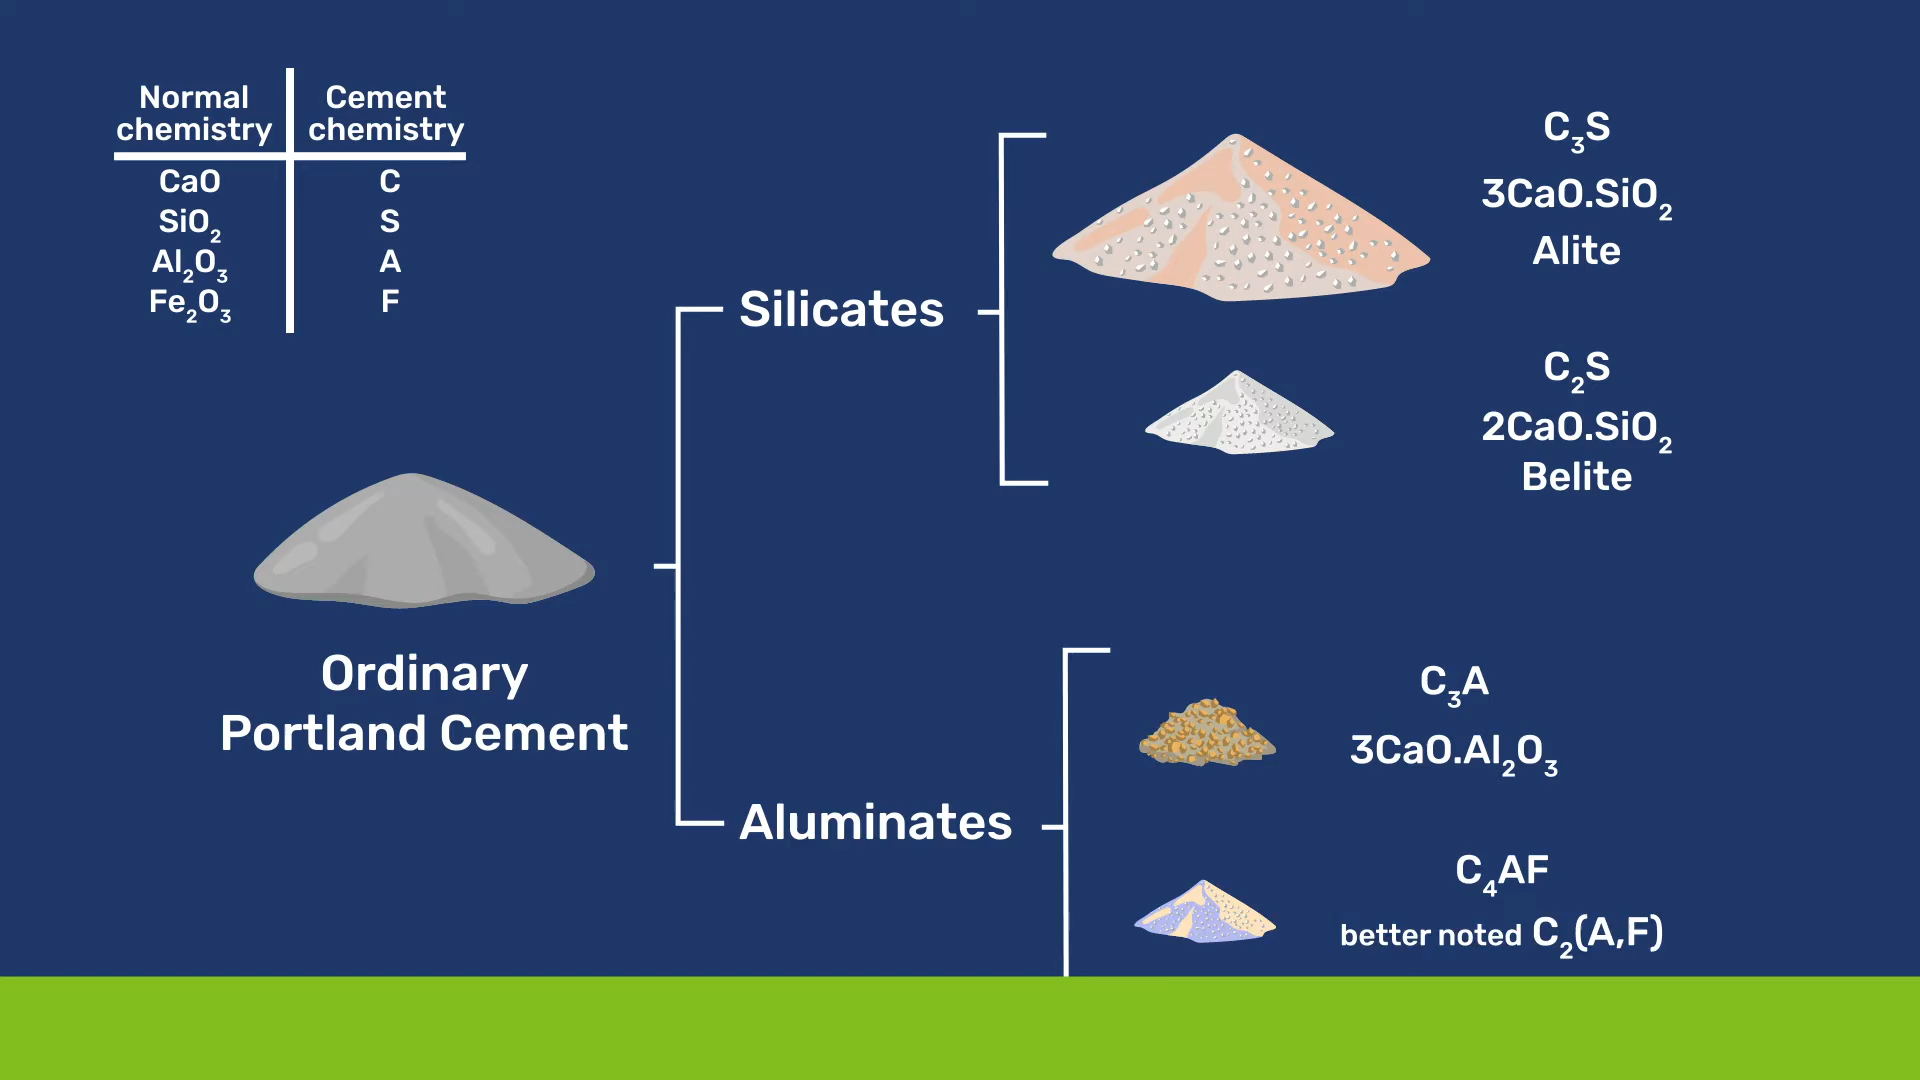 Normal chemistry
Cement chemistry
CaO
C
SiO₂
S
Al₂O₃
A
Fe₂O₃
F
Ordinary
Portland Cement
Silicates
C₃S
3CaO.SiO₂
Alite
C₂S
2CaO.SiO₂
Belite
Aluminates
C₃A
3CaO.Al₂O₃
C₄AF
better noted C₂(A,F)